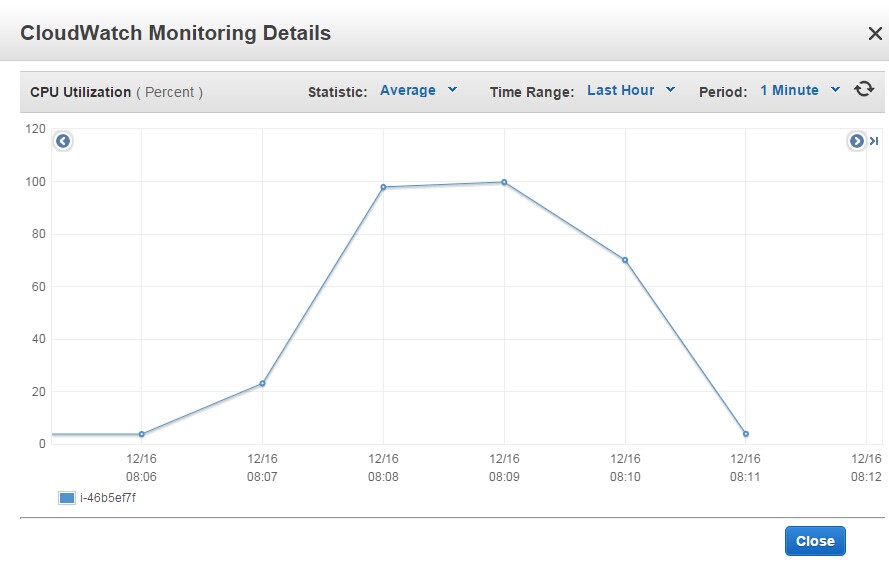 CloudWatch Monitoring Details
CPU Utilization ( Percent ) Statistic: Average Time Range: Last Hour Period: 1 Minute
120
100
80
60
40
20
0
12/16 12/16 12/16 12/16 12/16 12/16 12/16
08:06 08:07 08:08 08:09 08:10 08:11 08:12
i-46b5ef7f
Close